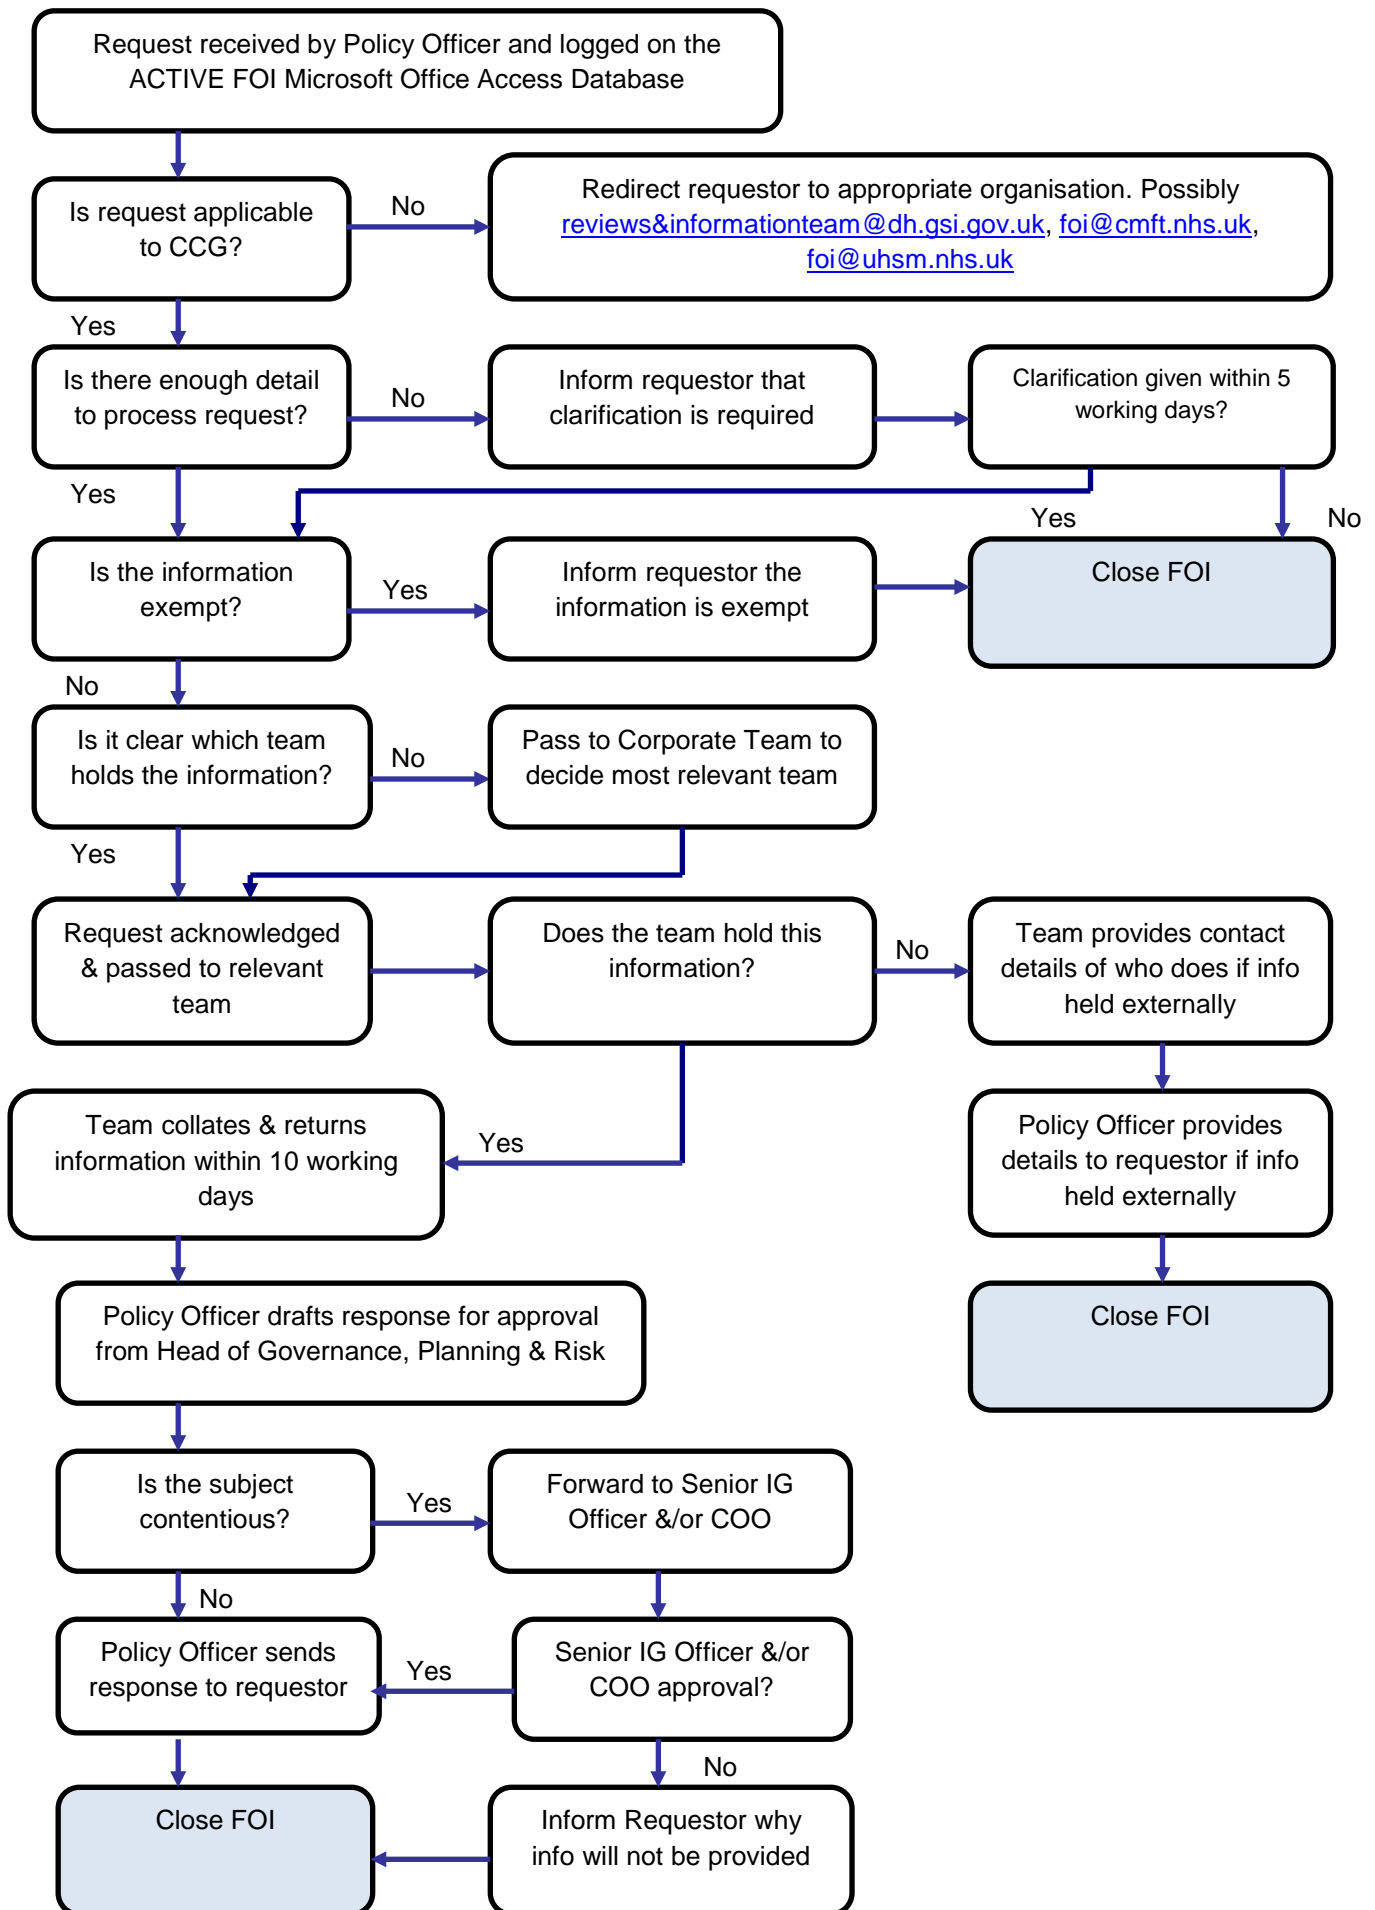 Request received by Policy Officer and logged on the
ACTIVE FOI Microsoft Office Access Database
Is request applicable
to CCG?
No
Redirect requestor to appropriate organisation. Possibly
reviews&informationteam@dh.gsi.gov.uk, foi@cmft.nhs.uk,
foi@uhsm.nhs.uk
Yes
Is there enough detail
to process request?
No
Inform requestor that
clarification is required
Clarification given within 5
working days?
Yes
Yes
No
Is the information
exempt?
Yes
Inform requestor the
information is exempt
Close FOI
No
Is it clear which team
holds the information?
No
Pass to Corporate Team to
decide most relevant team
Yes
Request acknowledged
& passed to relevant
team
Does the team hold this
information?
No
Team provides contact
details of who does if info
held externally
Team collates & returns
information within 10 working
days
Yes
Policy Officer provides
details to requestor if info
held externally
Policy Officer drafts response for approval
from Head of Governance, Planning & Risk
Close FOI
Is the subject
contentious?
Yes
Forward to Senior IG
Officer &/or COO
No
Policy Officer sends
response to requestor
Yes
Senior IG Officer &/or
COO approval?
No
Close FOI
Inform Requestor why
info will not be provided